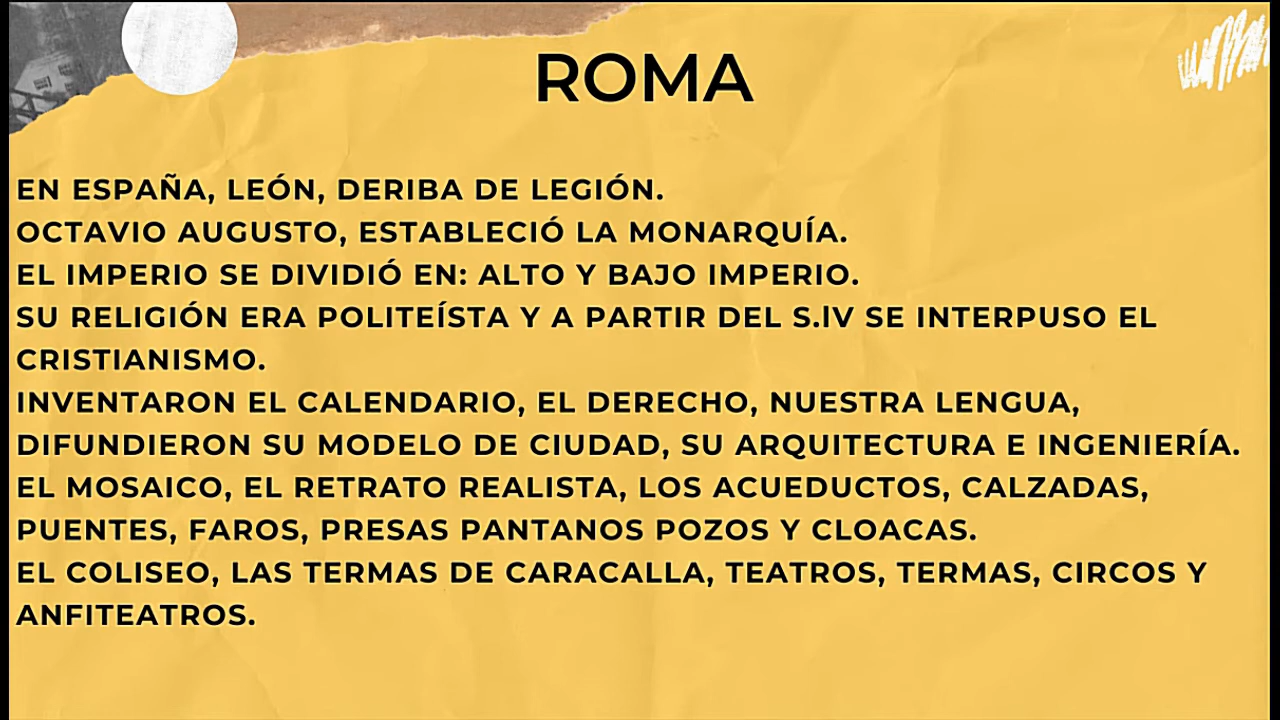 ROMA
EN ESPAÑA, LEÓN, DERIBA DE LEGIÓN.
OCTAVIO AUGUSTO, ESTABLECIÓ LA MONARQUÍA.
EL IMPERIO SE DIVIDIÓ EN: ALTO Y BAJO IMPERIO.
SU RELIGIÓN ERA POLITEÍSTA Y A PARTIR DEL S.lV SE INTERPUSO EL
CRISTIANISMO.
INVENTARON EL CALENDARIO, EL DERECHO, NUESTRA LENGUA,
DIFUNDIERON SU MODELO DE CIUDAD, SU ARQUITECTURA E INGENIERÍA.
EL MOSAICO, EL RETRATO REALISTA, LOS ACUEDUCTOS, CALZADAS,
PUENTES, FAROS, PRESAS PANTANOS POZOS Y CLOACAS.
EL COLISEO, LAS TERMAS DE CARACALLA, TEATROS, TERMAS, CIRCOS Y
ANFITEATROS.